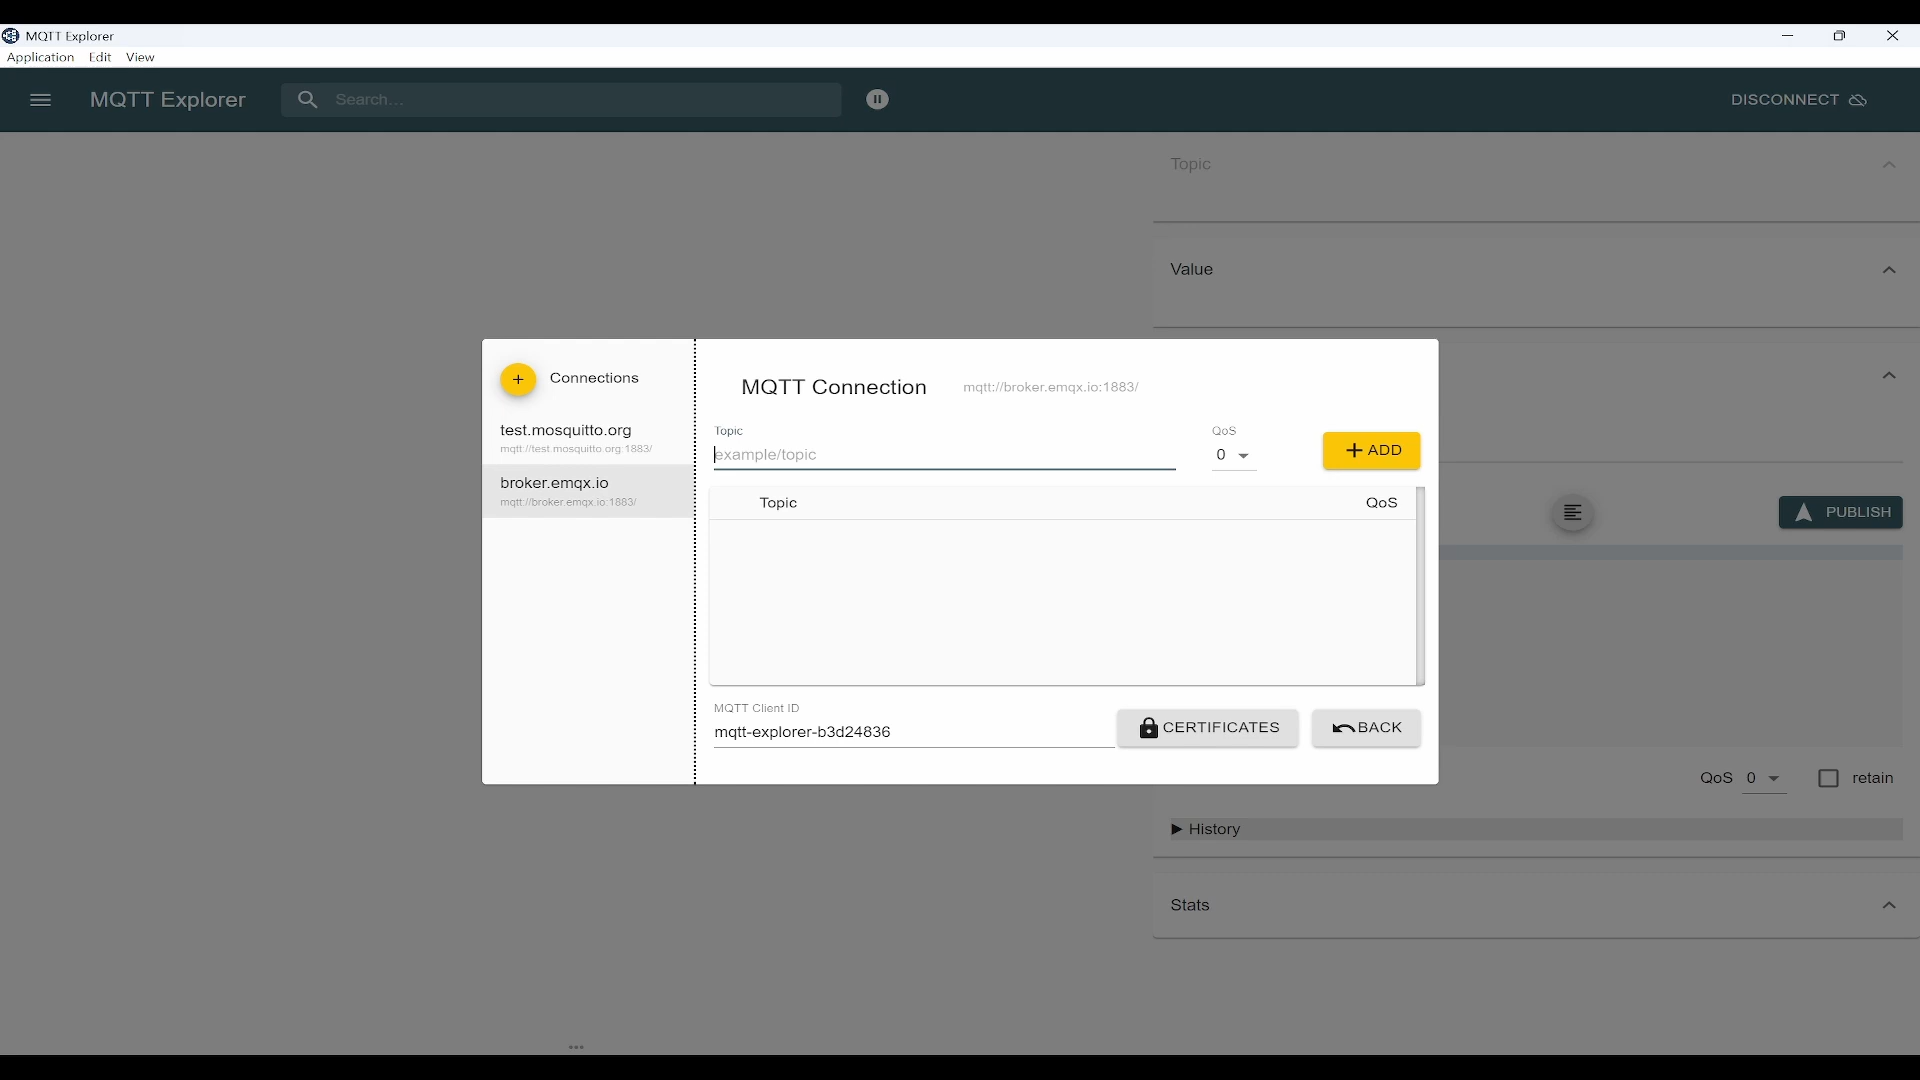 MQTT Explorer
Application Edit View
MQTT Explorer
Search...
DISCONNECT
Topic
Value
Connections
test.mosquitto.org
mqtt://test.mosquitto.org:1883/
broker.emqx.io
mqtt://broker.emqx.io:1883/
MQTT Connection mqtt://broker.emqx.io:1883/
Topic
example/topic
QoS
0
+ ADD
Topic QoS
MQTT Client ID
mqtt-explorer-b3d24836
CERTIFICATES
BACK
PUBLISH
QoS 0 retain
History
Stats